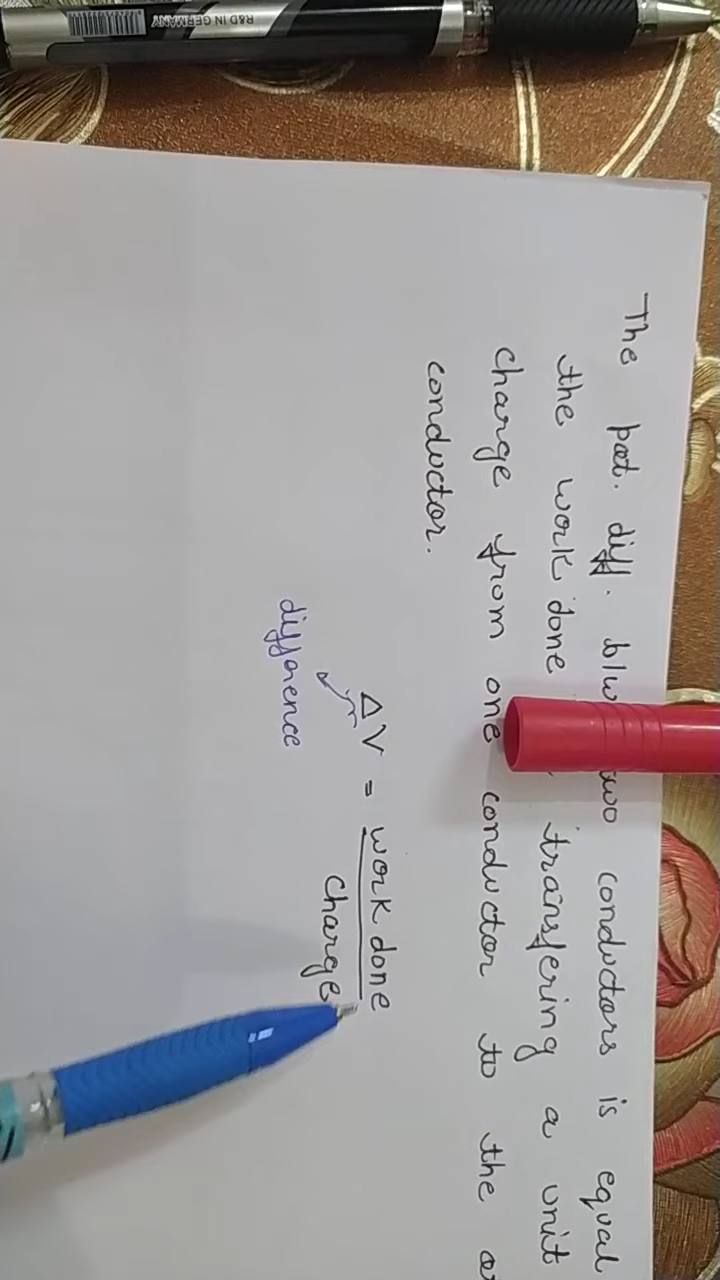 The pot. diff. b/w two conductors is equal
the work done transfering a unit
charge from one conductor to the
conductor.
ΔV = work done
charge
difference
R&D IN GERMANY